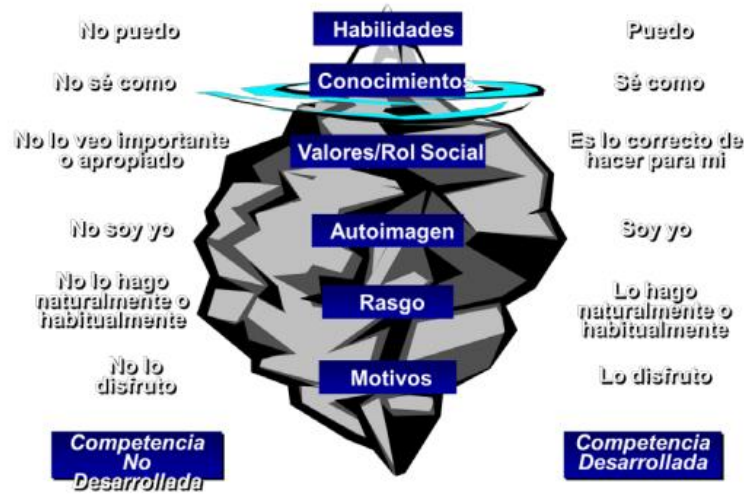 No puedo Habilidades Puedo
No sé como Conocimientos Sé como
No lo veo importante
o apropiado
Valores/Rol Social
Es lo correcto de
hacer para mi
No soy yo Autoimagen Soy yo
No lo hago
naturalmente o
habitualmente
Rasgo
Lo hago
naturalmente o
habitualmente
No lo
disfruto
Motivos
Lo disfruto
Competencia
No
Desarrollada
Competencia
Desarrollada